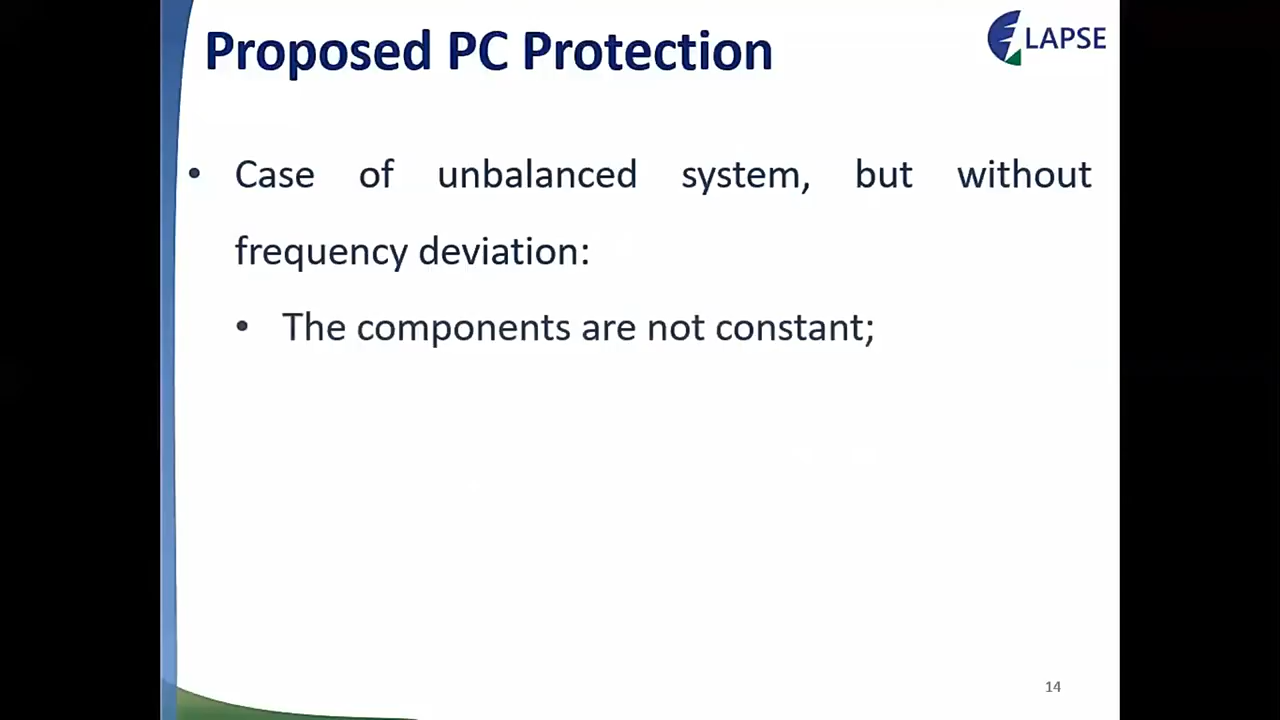 Proposed PC Protection
LAPSE
• Case of unbalanced system, but without
frequency deviation:
• The components are not constant;
14